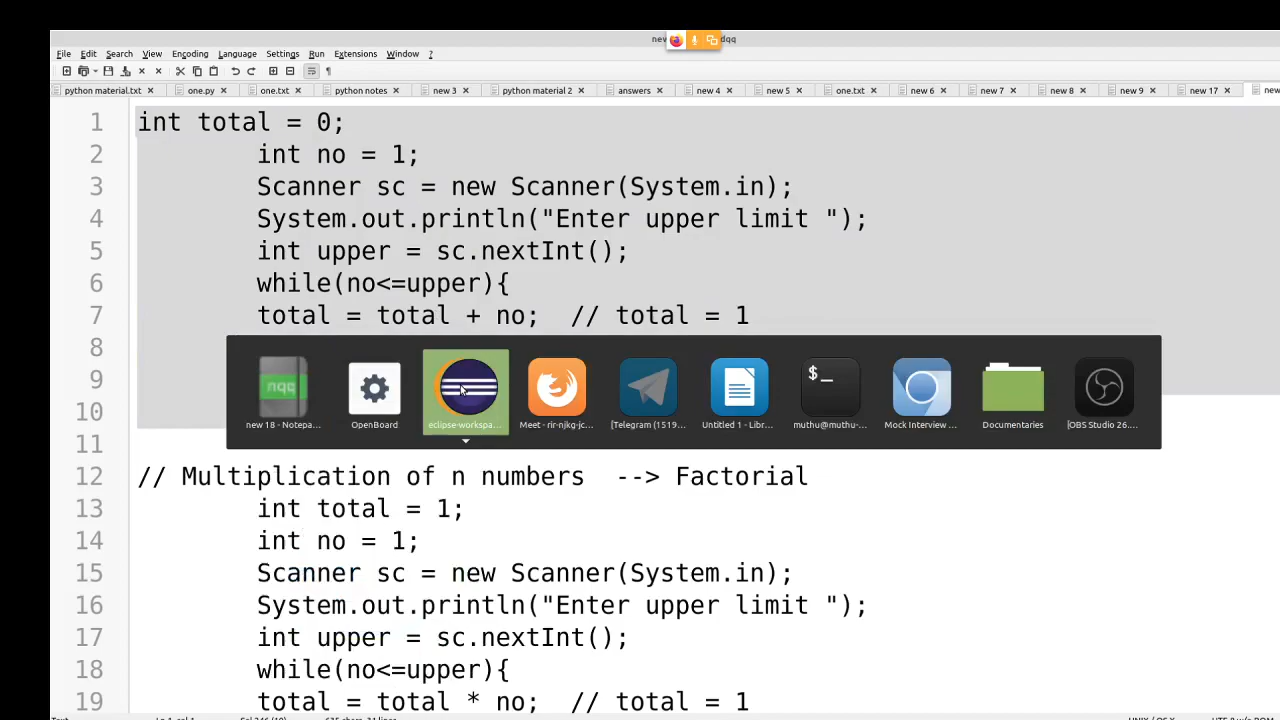 new dqq
File Edit Search View Encoding Language Settings Run Extensions Window ?
python material.txt one.py one.txt python notes new 3 python material 2 answers new 4 new 5 one.txt new 6 new 7 new 8 new 9 new 17 new
1 int total = 0;
2 int no = 1;
3 Scanner sc = new Scanner(System.in);
4 System.out.println("Enter upper limit ");
5 int upper = sc.nextInt();
6 while(no<=upper){
7 total = total + no; // total = 1
8
9
10
nqq
$_
new 18 - Notepa... OpenBoard eclipse-workspa... Meet - rir-njkg-jc... [Telegram (1519... Untitled 1 - Libr... muthu@muthu-... Mock Interview ... Documentaries [OBS Studio 26....
11
12 // Multiplication of n numbers --> Factorial
13 int total = 1;
14 int no = 1;
15 Scanner sc = new Scanner(System.in);
16 System.out.println("Enter upper limit ");
17 int upper = sc.nextInt();
18 while(no<=upper){
19 total = total * no; // total = 1